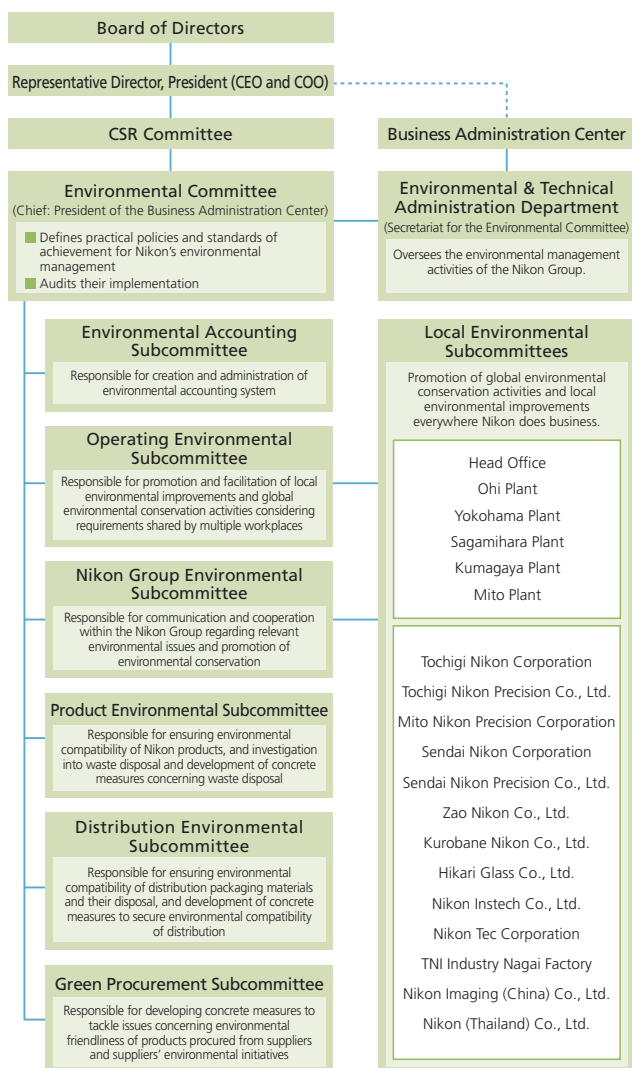 Board of Directors
Representative Director, President (CEO and COO)
CSR Committee
Business Administration Center
Environmental Committee
(Chief: President of the Business Administration Center)
Defines practical policies and standards of
achievement for Nikon's environmental
management
Audits their implementation
Environmental & Technical
Administration Department
(Secretariat for the Environmental Committee)
Oversees the environmental management
activities of the Nikon Group.
Environmental Accounting
Subcommittee
Responsible for creation and administration of
environmental accounting system
Operating Environmental
Subcommittee
Responsible for promotion and facilitation of local
environmental improvements and global
environmental conservation activities considering
requirements shared by multiple workplaces
Nikon Group Environmental
Subcommittee
Responsible for communication and cooperation
within the Nikon Group regarding relevant
environmental issues and promotion of
environmental conservation
Product Environmental Subcommittee
Responsible for ensuring environmental
compatibility of Nikon products, and investigation
into waste disposal and development of concrete
measures concerning waste disposal
Distribution Environmental
Subcommittee
Responsible for ensuring environmental
compatibility of distribution packaging materials
and their disposal, and development of concrete
measures to secure environmental compatibility
of distribution
Green Procurement Subcommittee
Responsible for developing concrete measures to
tackle issues concerning environmental
friendliness of products procured from suppliers
and suppliers' environmental initiatives
Local Environmental
Subcommittees
Promotion of global environmental
conservation activities and local
environmental improvements
everywhere Nikon does business.
Head Office
Ohi Plant
Yokohama Plant
Sagamihara Plant
Kumagaya Plant
Mito Plant
Tochigi Nikon Corporation
Tochigi Nikon Precision Co., Ltd.
Mito Nikon Precision Corporation
Sendai Nikon Corporation
Sendai Nikon Precision Co., Ltd.
Zao Nikon Co., Ltd.
Kurobane Nikon Co., Ltd.
Hikari Glass Co., Ltd.
Nikon Instech Co., Ltd.
Nikon Tec Corporation
TNI Industry Nagai Factory
Nikon Imaging (China) Co., Ltd.
Nikon (Thailand) Co., Ltd.